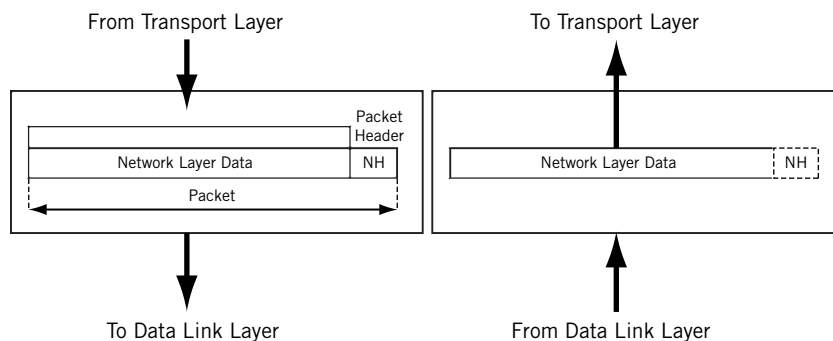 From Transport Layer
To Transport Layer
Packet
Header
Network Layer Data
NH
Packet
Network Layer Data
NH
To Data Link Layer
From Data Link Layer